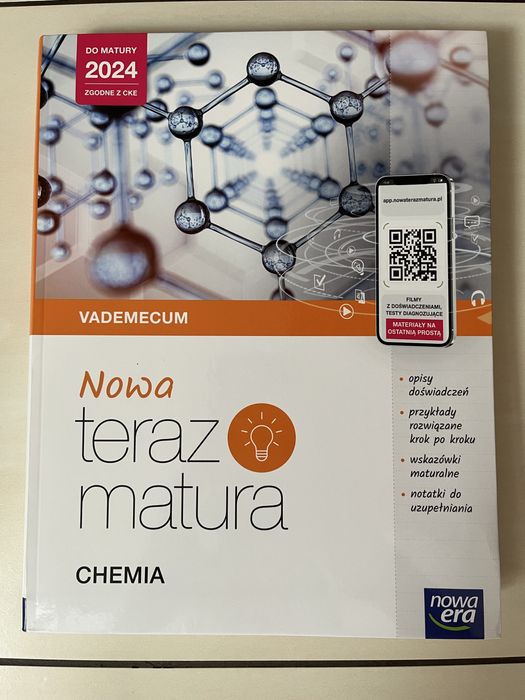 DO MATURY
2024
ZGODNE Z CKE
app.nowaterazmatura.pl
FILMY
Z DOŚWIADCZENIAMI,
TESTY DIAGNOZUJĄCE
MATERIAŁY NA
OSTATNIĄ PROSTĄ
VADEMECUM
Nowa
teraz
matura
CHEMIA
• opisy
doświadczeń
• przykłady
rozwiązane
krok po kroku
• wskazówki
maturalne
• notatki do
uzupełniania
nowa
era